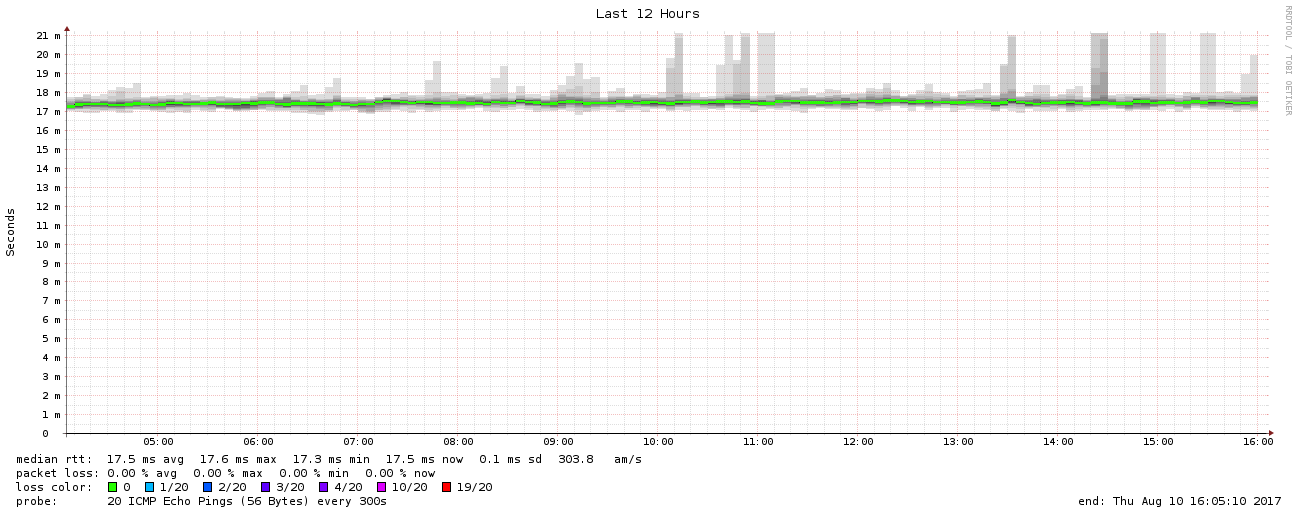 Last 12 Hours
RRDTOOL / TOBI OETIKER
Seconds
21 m
20 m
19 m
18 m
17 m
16 m
15 m
14 m
13 m
12 m
11 m
10 m
9 m
8 m
7 m
6 m
5 m
4 m
3 m
2 m
1 m
0
05:00 06:00 07:00 08:00 09:00 10:00 11:00 12:00 13:00 14:00 15:00 16:00
median rtt: 17.5 ms avg 17.6 ms max 17.3 ms min 17.5 ms now 0.1 ms sd 303.8 am/s
packet loss: 0.00 % avg 0.00 % max 0.00 % min 0.00 % now
loss color: 0 1/20 2/20 3/20 4/20 10/20 19/20
probe: 20 ICMP Echo Pings (56 Bytes) every 300s end: Thu Aug 10 16:05:10 2017